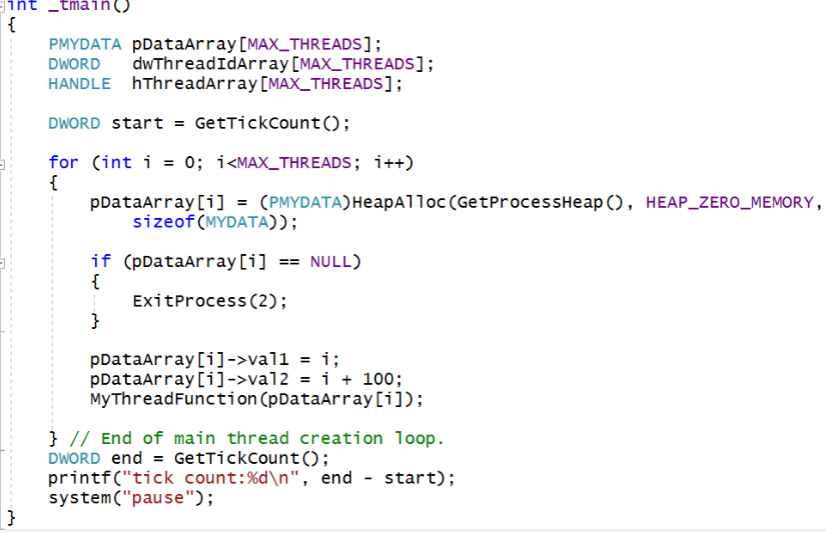 int _tmain()
{
    PMYDATA pDataArray[MAX_THREADS];
    DWORD   dwThreadIdArray[MAX_THREADS];
    HANDLE  hThreadArray[MAX_THREADS];

    DWORD start = GetTickCount();

    for (int i = 0; i<MAX_THREADS; i++)
    {
        pDataArray[i] = (PMYDATA)HeapAlloc(GetProcessHeap(), HEAP_ZERO_MEMORY,
            sizeof(MYDATA));

        if (pDataArray[i] == NULL)
        {
            ExitProcess(2);
        }

        pDataArray[i]->val1 = i;
        pDataArray[i]->val2 = i + 100;
        MyThreadFunction(pDataArray[i]);

    } // End of main thread creation loop.
    DWORD end = GetTickCount();
    printf("tick count:%d\n", end - start);
    system("pause");
}